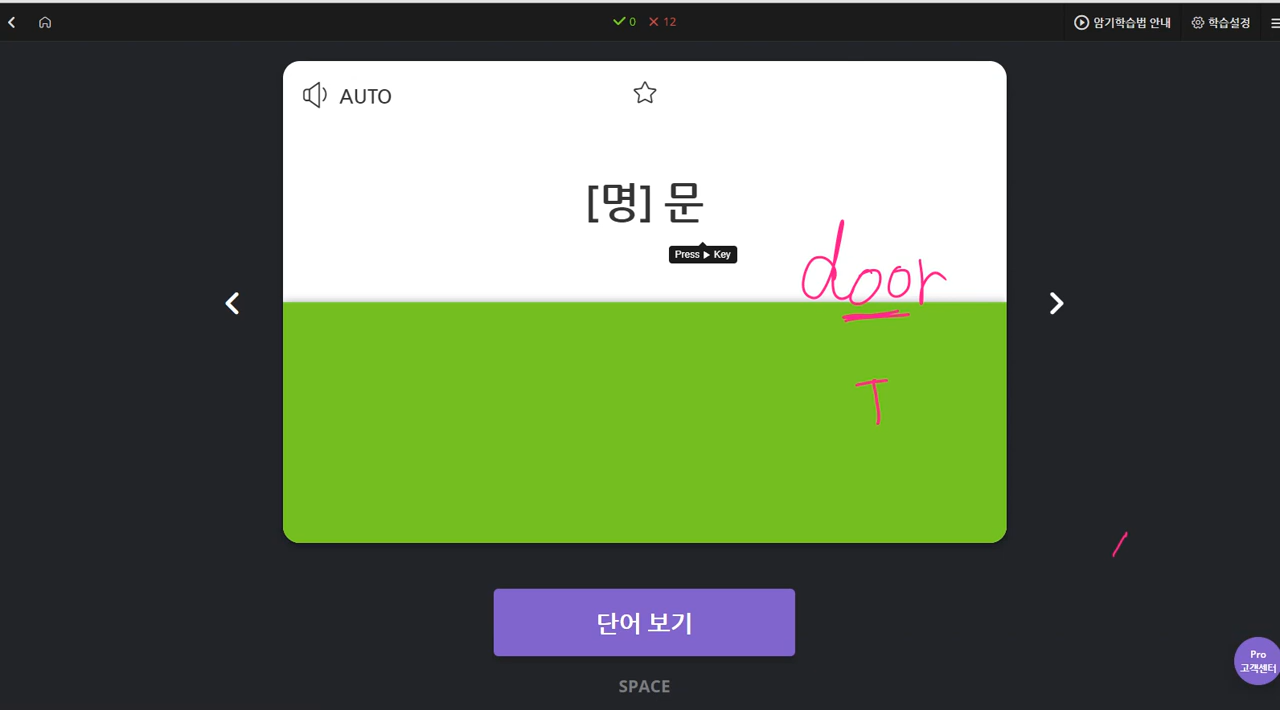 0 12 암기학습법 안내 학습설정
AUTO
[명] 문
Press ▶ Key
door
T
단어 보기
SPACE
Pro
고객센터